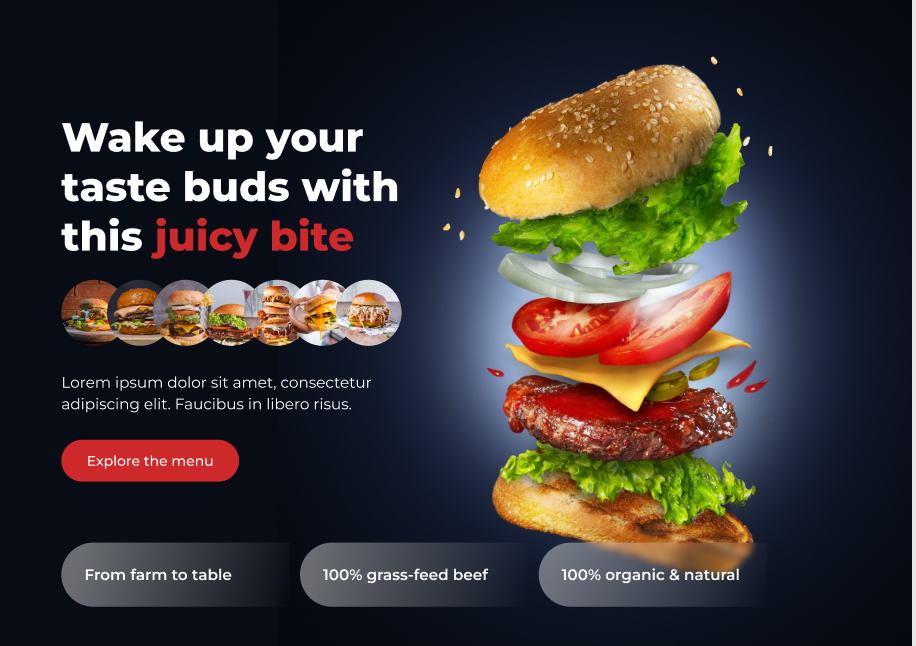 Wake up your
taste buds with
this juicy bite
Lorem ipsum dolor sit amet, consectetur
adipiscing elit. Faucibus in libero risus.
Explore the menu
From farm to table
100% grass-feed beef
100% organic & natural